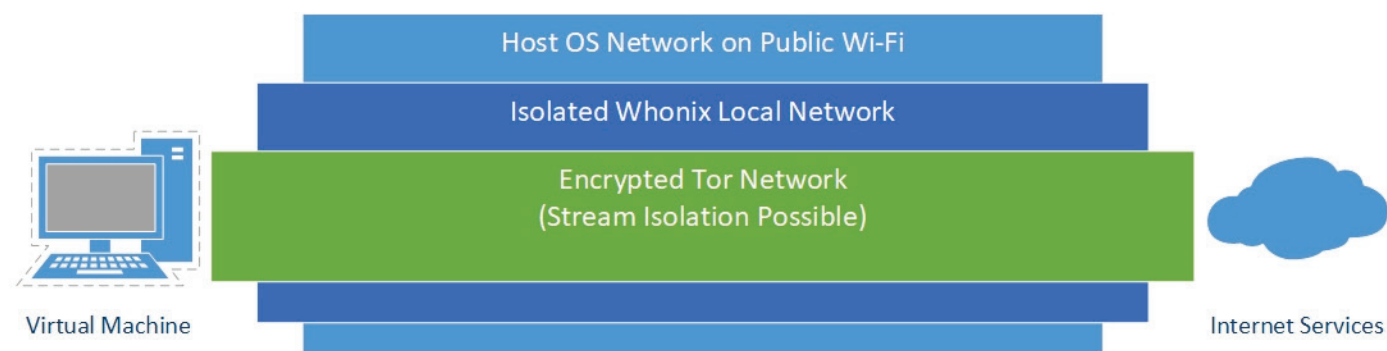 Host OS Network on Public Wi-Fi
Isolated Whonix Local Network
Encrypted Tor Network
(Stream Isolation Possible)
Virtual Machine
Internet Services